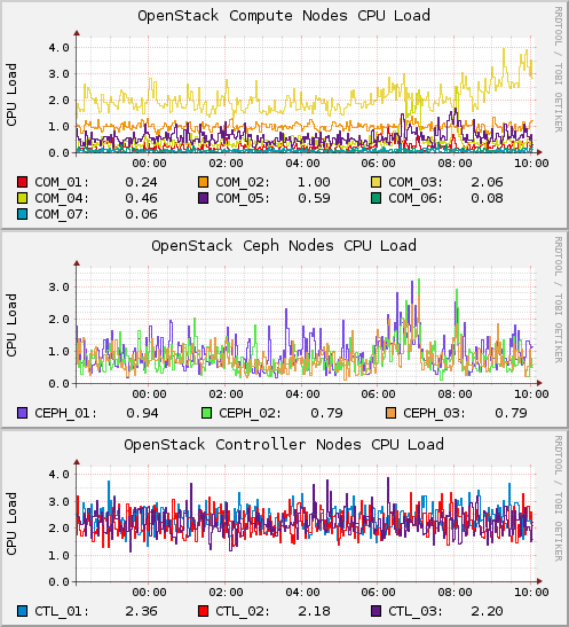 OpenStack Compute Nodes CPU Load
RRDTOOL / TOBI OETIKER
CPU Load
4.0
3.0
2.0
1.0
0.0
00:00 02:00 04:00 06:00 08:00 10:00
COM_01: 0.24 COM_02: 1.00 COM_03: 2.06
COM_04: 0.46 COM_05: 0.59 COM_06: 0.08
COM_07: 0.06
OpenStack Ceph Nodes CPU Load
RRDTOOL / TOBI OETIKER
CPU Load
3.0
2.0
1.0
0.0
00:00 02:00 04:00 06:00 08:00 10:00
CEPH_01: 0.94 CEPH_02: 0.79 CEPH_03: 0.79
OpenStack Controller Nodes CPU Load
RRDTOOL / TOBI OETIKER
CPU Load
4.0
3.0
2.0
1.0
0.0
00:00 02:00 04:00 06:00 08:00 10:00
CTL_01: 2.36 CTL_02: 2.18 CTL_03: 2.20